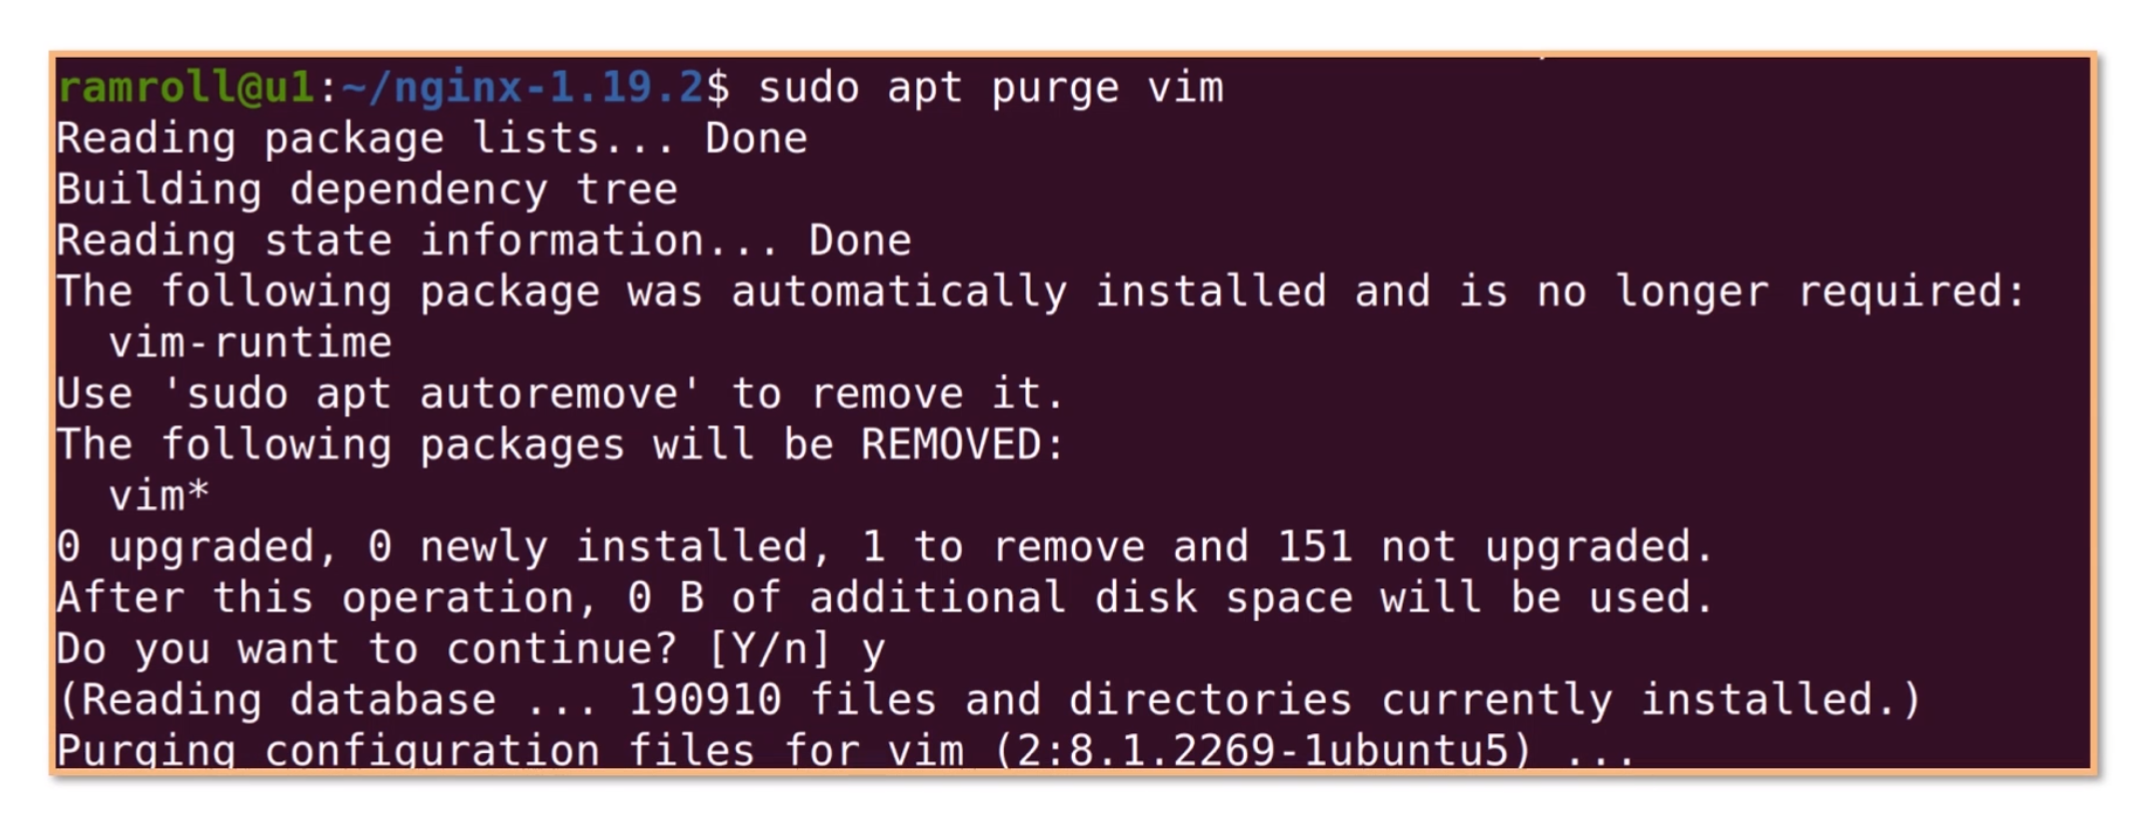 ramroll@u1:~/nginx-1.19.2$ sudo apt purge vim
Reading package lists... Done
Building dependency tree
Reading state information... Done
The following package was automatically installed and is no longer required:
  vim-runtime
Use 'sudo apt autoremove' to remove it.
The following packages will be REMOVED:
  vim*
0 upgraded, 0 newly installed, 1 to remove and 151 not upgraded.
After this operation, 0 B of additional disk space will be used.
Do you want to continue? [Y/n] y
(Reading database ... 190910 files and directories currently installed.)
Purging configuration files for vim (2:8.1.2269-1ubuntu5) ...